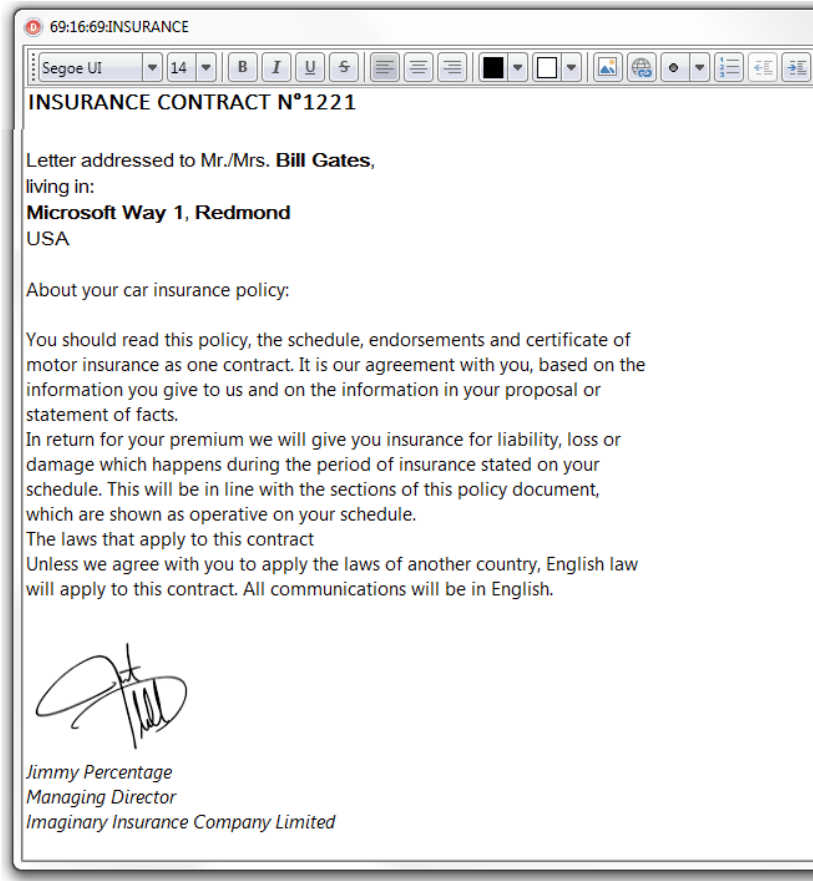 69:16:69:INSURANCE
Segoe UI 14 B I U S
INSURANCE CONTRACT N°1221
Letter addressed to Mr./Mrs. Bill Gates,
living in:
Microsoft Way 1, Redmond
USA
About your car insurance policy:
You should read this policy, the schedule, endorsements and certificate of
motor insurance as one contract. It is our agreement with you, based on the
information you give to us and on the information in your proposal or
statement of facts.
In return for your premium we will give you insurance for liability, loss or
damage which happens during the period of insurance stated on your
schedule. This will be in line with the sections of this policy document,
which are shown as operative on your schedule.
The laws that apply to this contract
Unless we agree with you to apply the laws of another country, English law
will apply to this contract. All communications will be in English.
Jimmy Percentage
Managing Director
Imaginary Insurance Company Limited